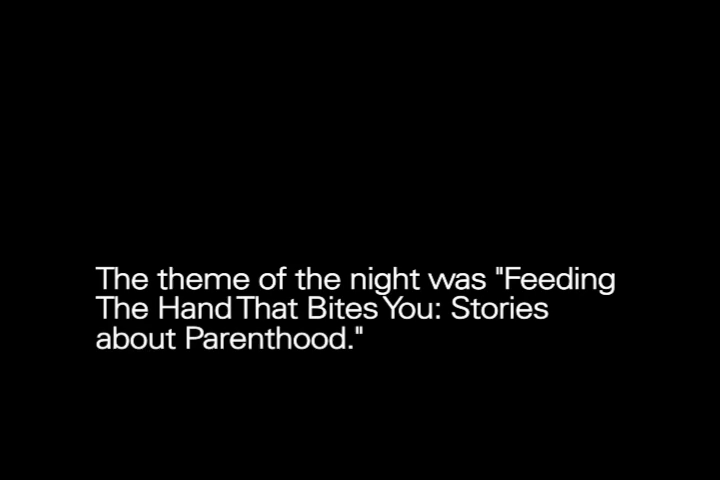 The theme of the night was "Feeding
The Hand That Bites You: Stories
about Parenthood."